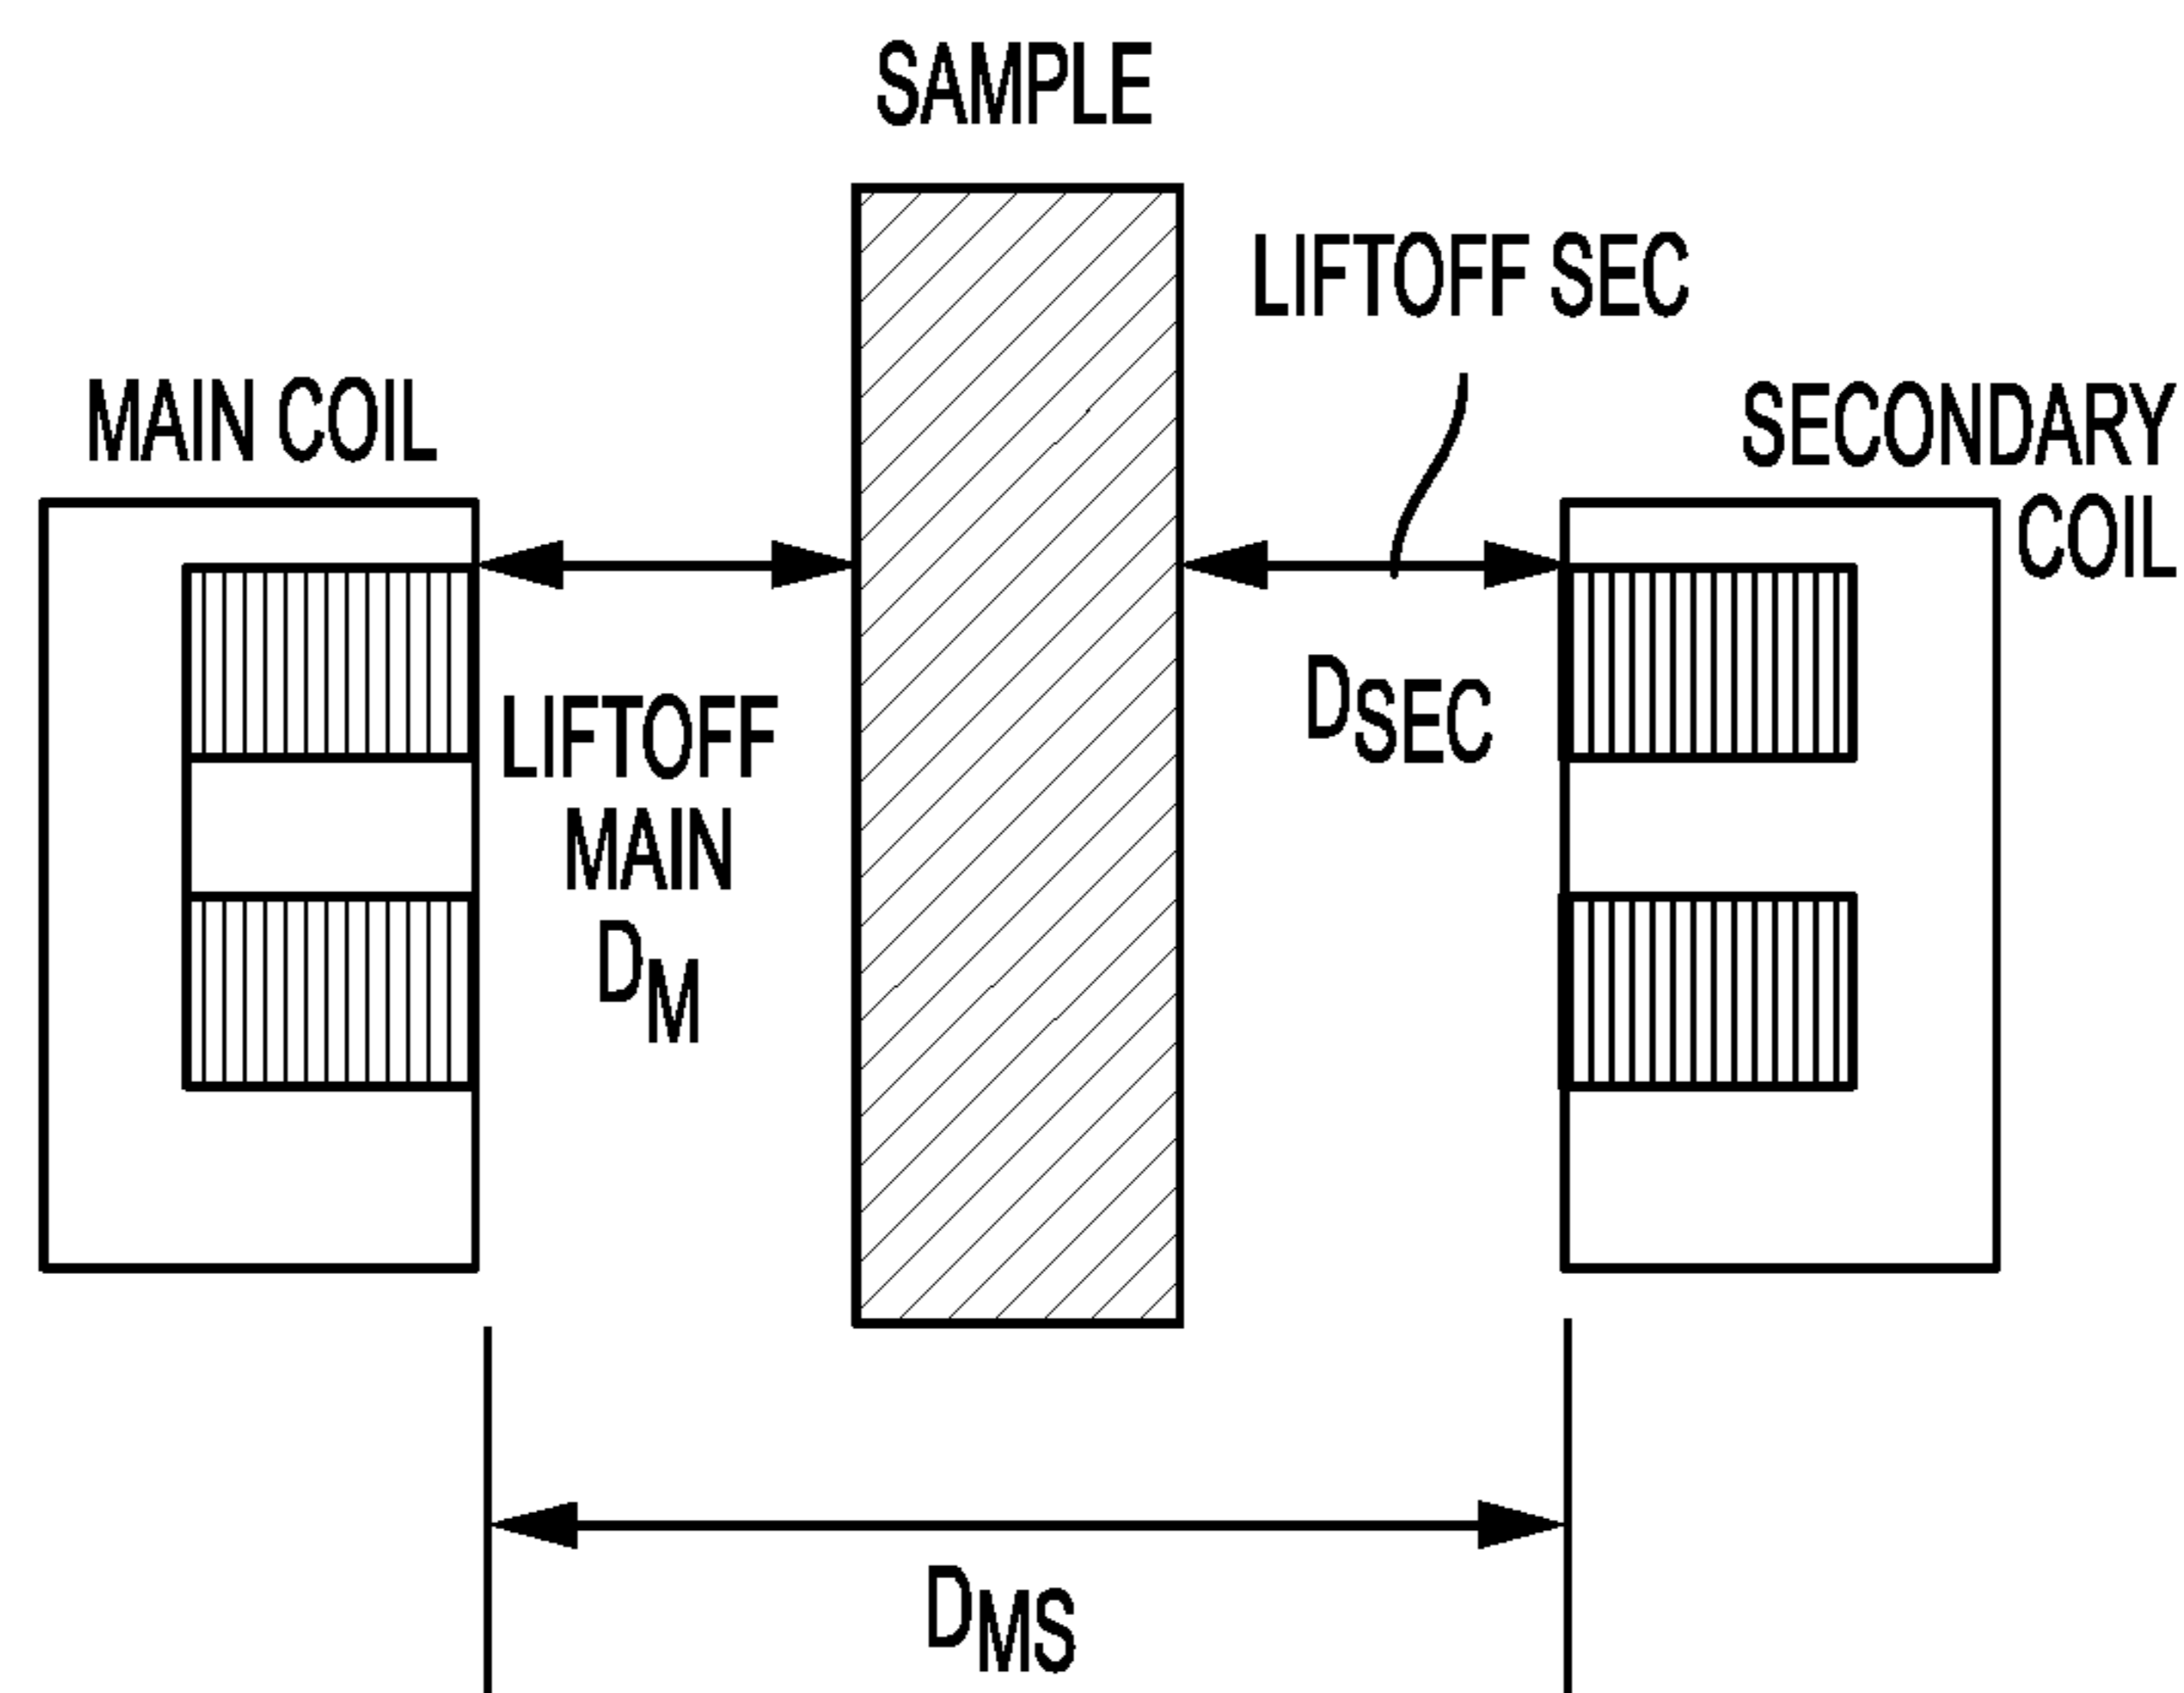 SAMPLE
LIFTOFF SEC
MAIN COIL
SECONDARY
COIL
LIFTOFF
MAIN
DM
DSEC
DMS